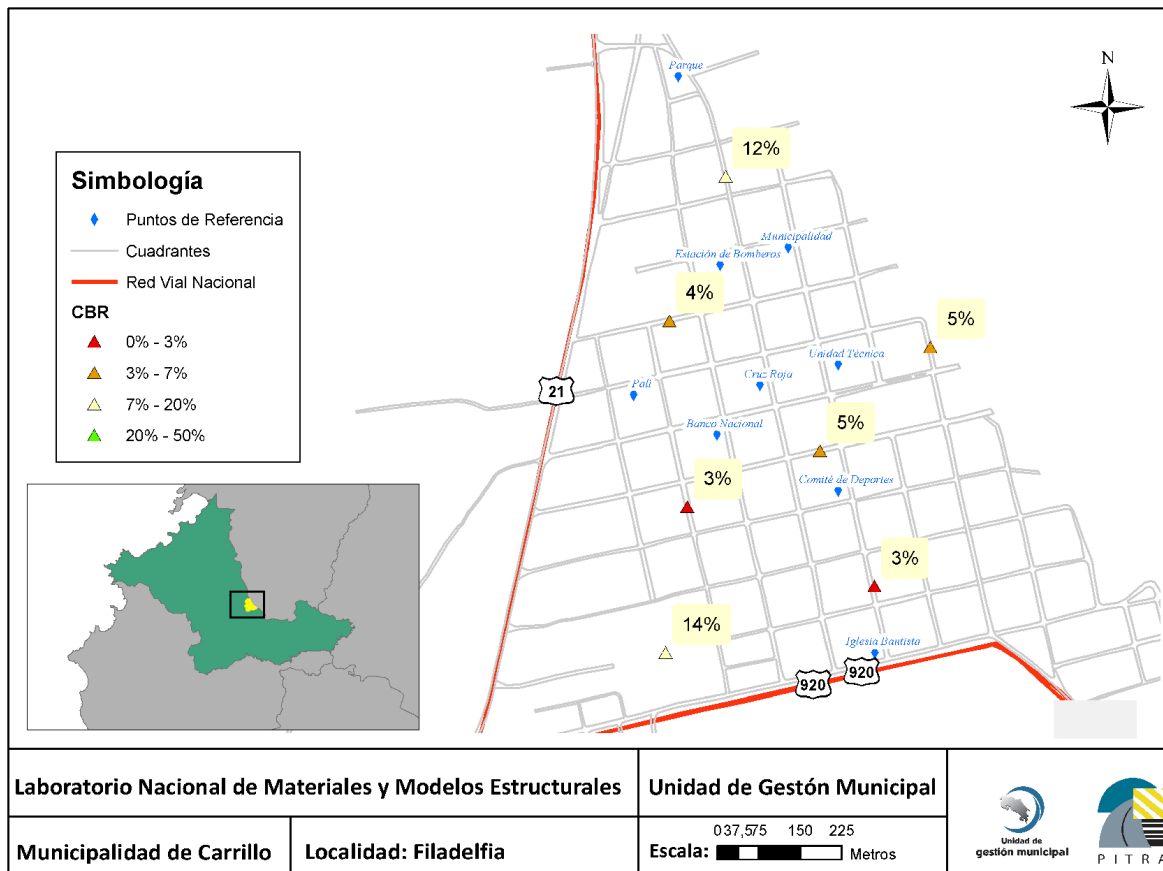 N
Parque
12%
Municipalidad
Estación de Bomberos
4%
5%
Unidad Técnica
Cruz Roja
Palí
21
Banco Nacional
5%
3%
Comité de Deportes
3%
14%
Iglesia Bautista
920
920
Simbología
Puntos de Referencia
Cuadrantes
Red Vial Nacional
CBR
0% - 3%
3% - 7%
7% - 20%
20% - 50%
Laboratorio Nacional de Materiales y Modelos Estructurales
Unidad de Gestión Municipal
Municipalidad de Carrillo
Localidad: Filadelfia
Escala:
0 37,575 150 225
Metros
Unidad de
gestión municipal
PITRA